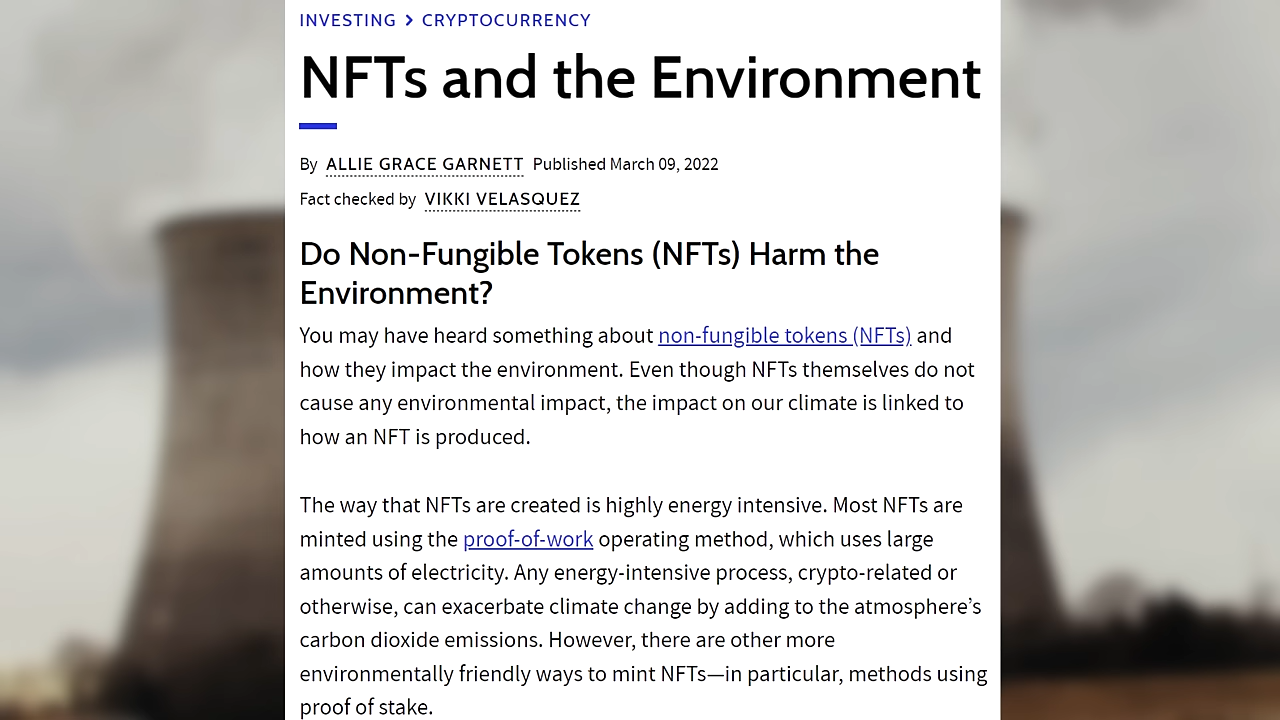 INVESTING > CRYPTOCURRENCY
NFTs and the Environment
By ALLIE GRACE GARNETT Published March 09, 2022
Fact checked by VIKKI VELASQUEZ
Do Non-Fungible Tokens (NFTs) Harm the
Environment?
You may have heard something about non-fungible tokens (NFTs) and
how they impact the environment. Even though NFTs themselves do not
cause any environmental impact, the impact on our climate is linked to
how an NFT is produced.
The way that NFTs are created is highly energy intensive. Most NFTs are
minted using the proof-of-work operating method, which uses large
amounts of electricity. Any energy-intensive process, crypto-related or
otherwise, can exacerbate climate change by adding to the atmosphere’s
carbon dioxide emissions. However, there are other more
environmentally friendly ways to mint NFTs—in particular, methods using
proof of stake.